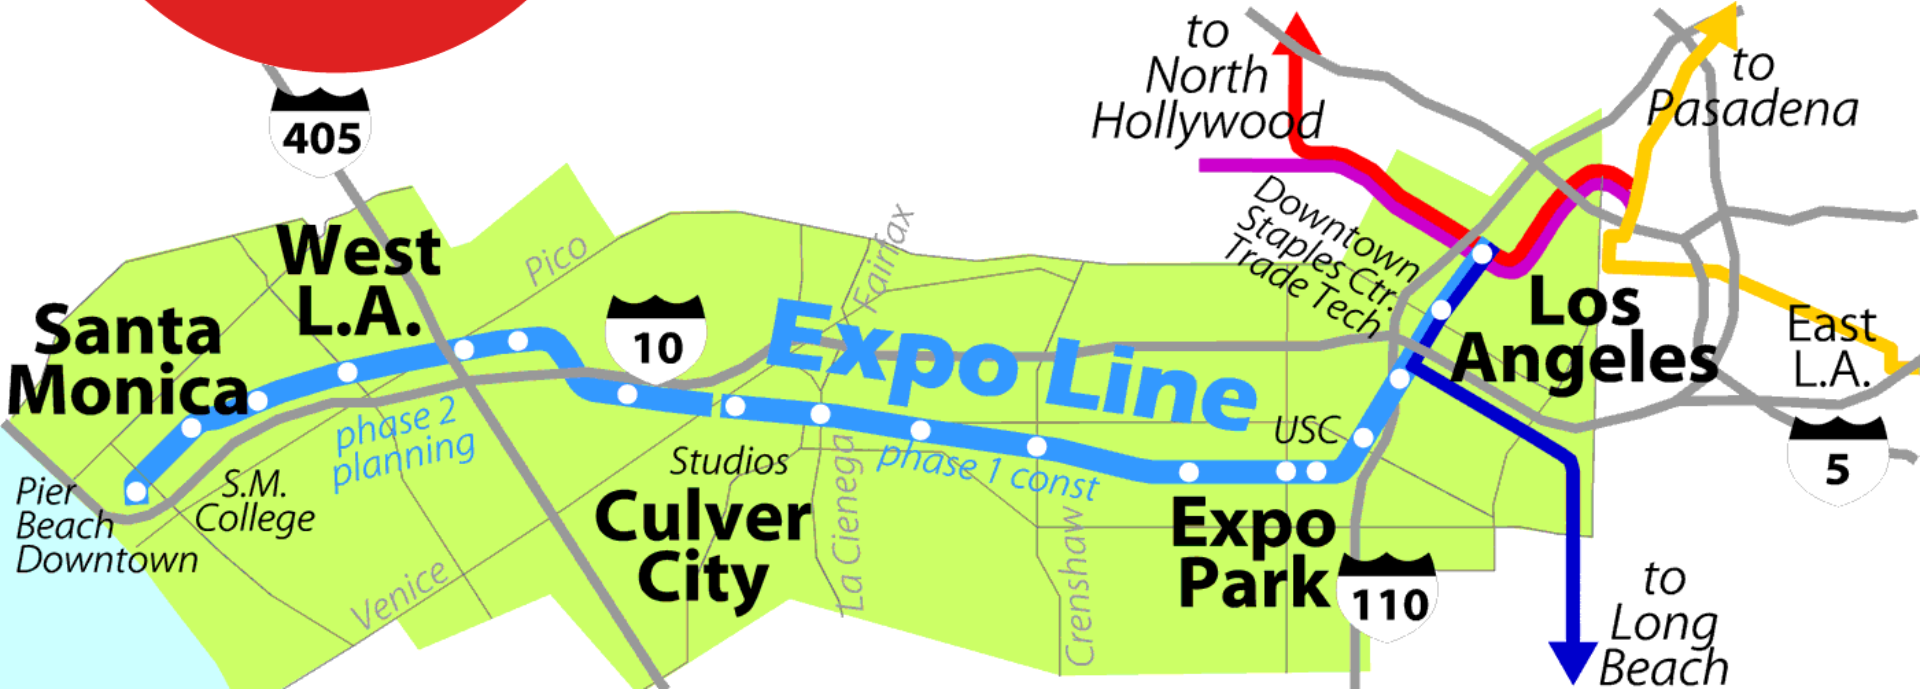 to
North
Hollywood
to
Pasadena
405
West
L.A.
Santa
Monica
Pico
Fairfax
10
Expo Line
Downtown
Staples Ctr.
Trade Tech
Los
Angeles
East
L.A.
phase 2
planning
Studios
phase 1 const
USC
5
Pier
Beach
Downtown
S.M.
College
Culver
City
La Cienega
Crenshaw
Expo
Park
110
Venice
to
Long
Beach